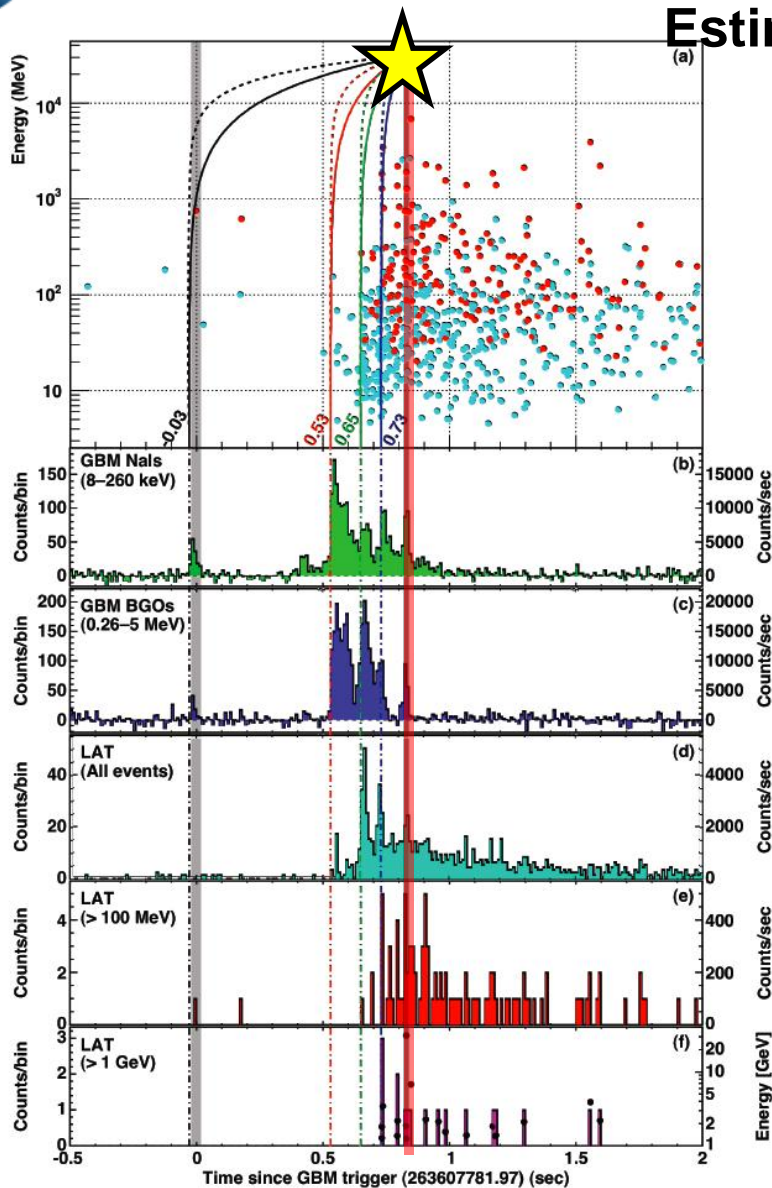 Estir
(a)
Energy (MeV)
10⁴
10³
10²
10
-0.03
0.53
0.65
0.73
GBM NaIs
(8–260 keV)
(b)
Counts/bin
150
100
50
0
15000
10000
5000
0
Counts/sec
GBM BGOs
(0.26–5 MeV)
(c)
Counts/bin
200
150
100
50
0
20000
15000
10000
5000
0
Counts/sec
LAT
(All events)
(d)
Counts/bin
40
20
0
4000
2000
0
Counts/sec
LAT
(> 100 MeV)
(e)
Counts/bin
4
2
0
400
200
0
Counts/sec
LAT
(> 1 GeV)
(f)
Counts/bin
3
2
1
0
20
10
5
2
1
Energy [GeV]
-0.5
0
0.5
1
1.5
2
Time since GBM trigger (263607781.97) (sec)